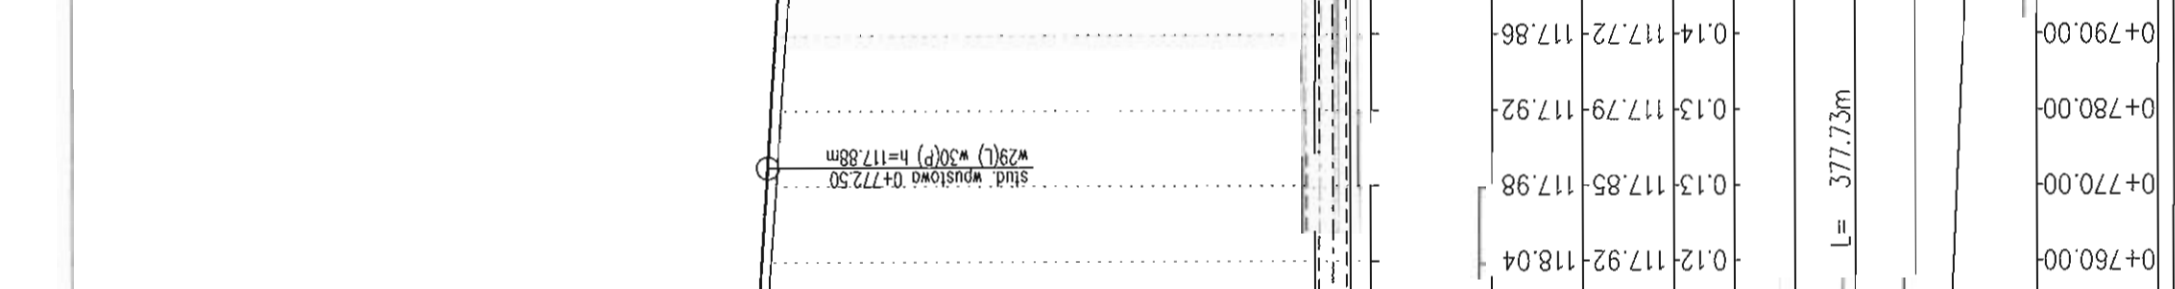 0+760.00 0.12 117.92 118.04
0+770.00 0.13 117.85 117.98
0+780.00 0.13 117.79 117.92
0+790.00 0.14 117.72 117.86
L= 377.73m
stud. wpustowa 0+772.50
w29(L) w30(P) h=117.88m